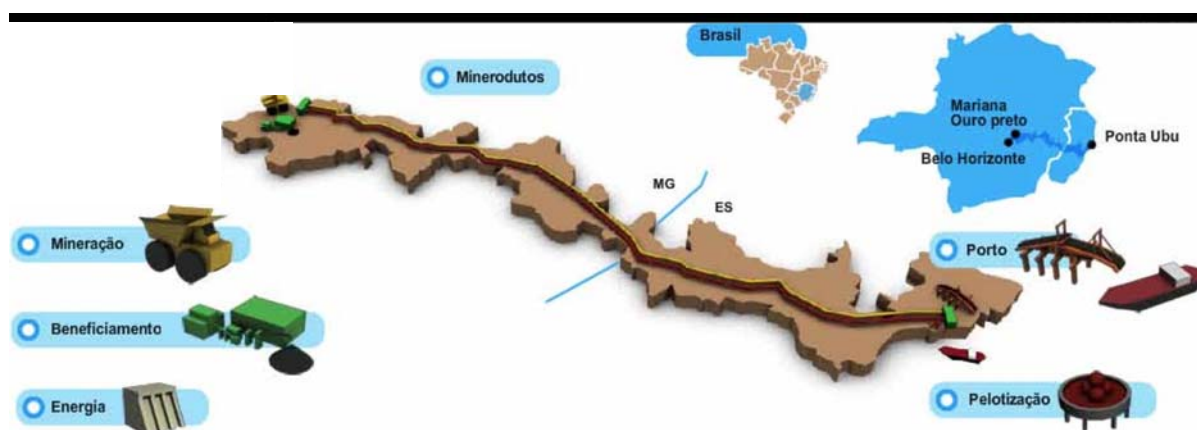 Brasil
Minerodutos
Mariana
Ouro preto
Ponta Ubu
Belo Horizonte
MG
ES
Mineração
Porto
Beneficiamento
Energia
Pelotização